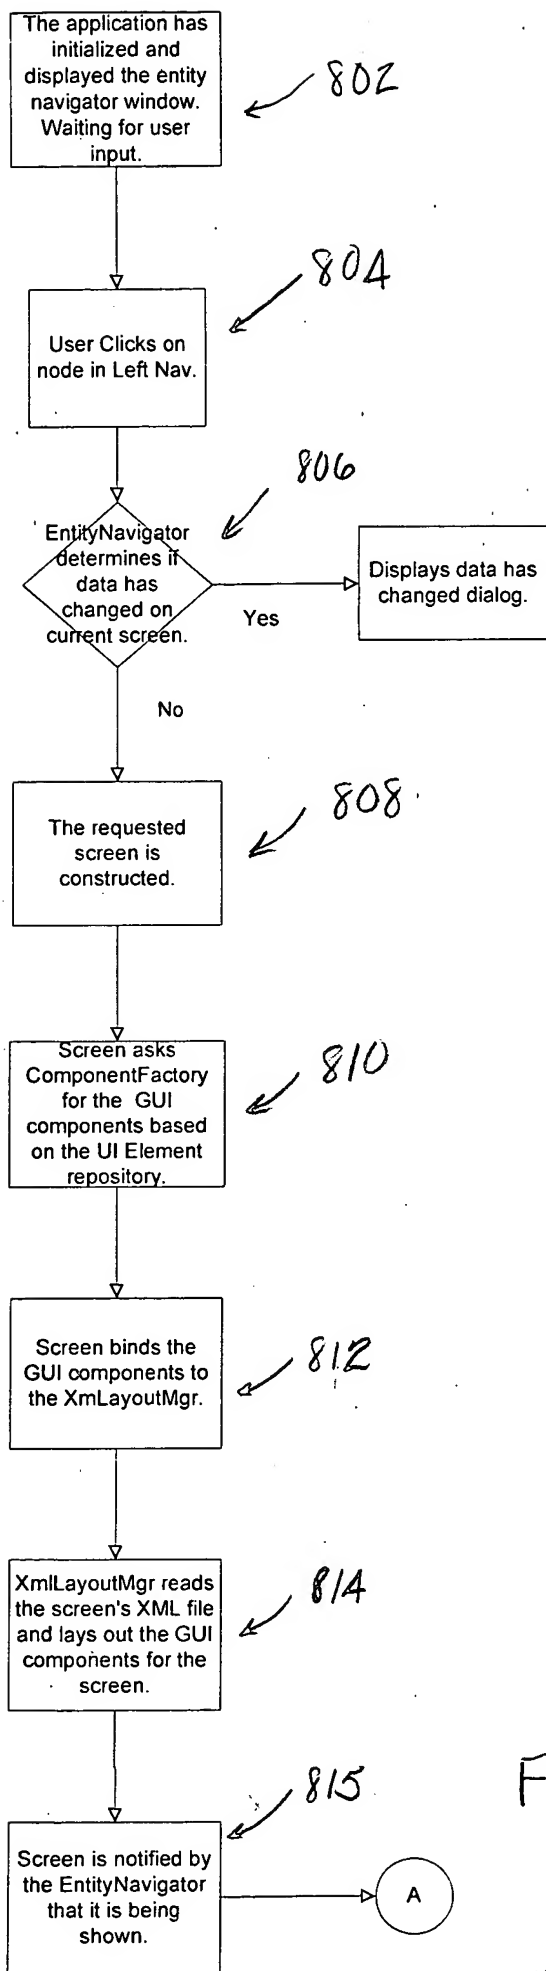 The application has
initialized and
displayed the entity
navigator window.
Waiting for user
input.
802
804
User Clicks on
node in Left Nav.
806
EntityNavigator
determines if
data has
changed on
current screen.
Yes
Displays data has
changed dialog.
No
808
The requested
screen is
constructed.
810
Screen asks
ComponentFactory
for the GUI
components based
on the UI Element
repository.
812
Screen binds the
GUI components to
the XmLayoutMgr.
814
XmlLayoutMgr reads
the screen's XML file
and lays out the GUI
components for the
screen.
815
F
Screen is notified by
the EntityNavigator
that it is being
shown.
A